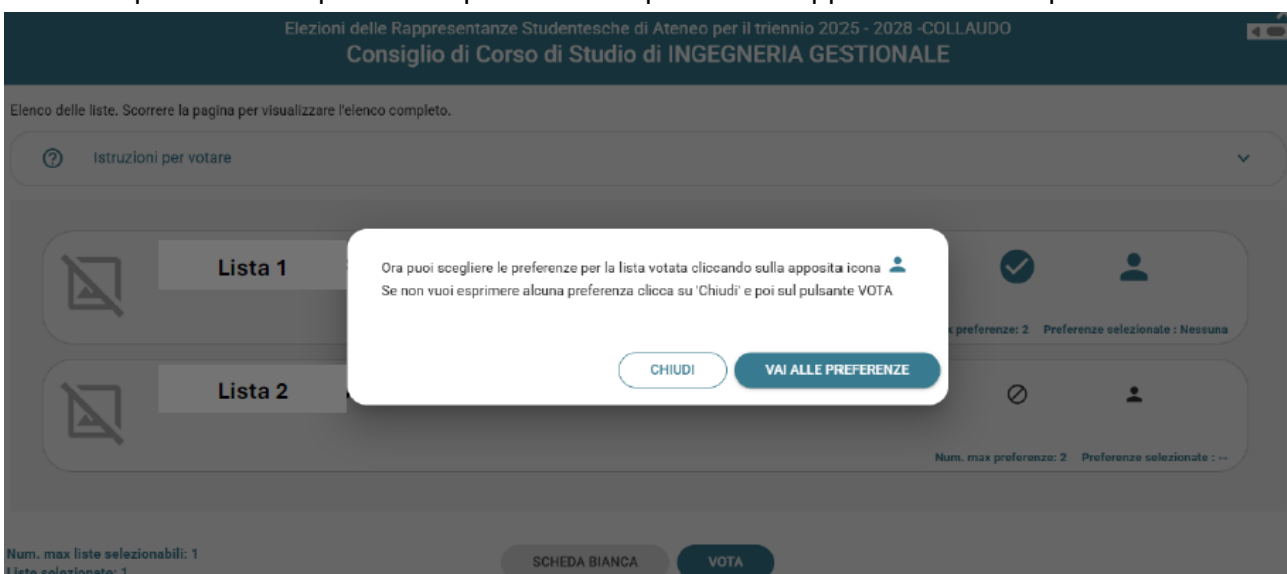 Elezioni delle Rappresentanze Studentesche di Ateneo per il triennio 2025 - 2028 -COLLAUDO
Consiglio di Corso di Studio di INGEGNERIA GESTIONALE
Elenco delle liste. Scorrere la pagina per visualizzare l'elenco completo.
Istruzioni per votare
Lista 1
Ora puoi scegliere le preferenze per la lista votata cliccando sulla apposita icona
Se non vuoi esprimere alcuna preferenza clicca su 'Chiudi' e poi sul pulsante VOTA
preferenze: 2 Preferenze selezionate : Nessuna
CHIUDI VAI ALLE PREFERENZE
Lista 2
Num. max preferenze: 2 Preferenze selezionate : --
Num. max liste selezionabili: 1
SCHEDA BIANCA VOTA
Liste selezionate: 1